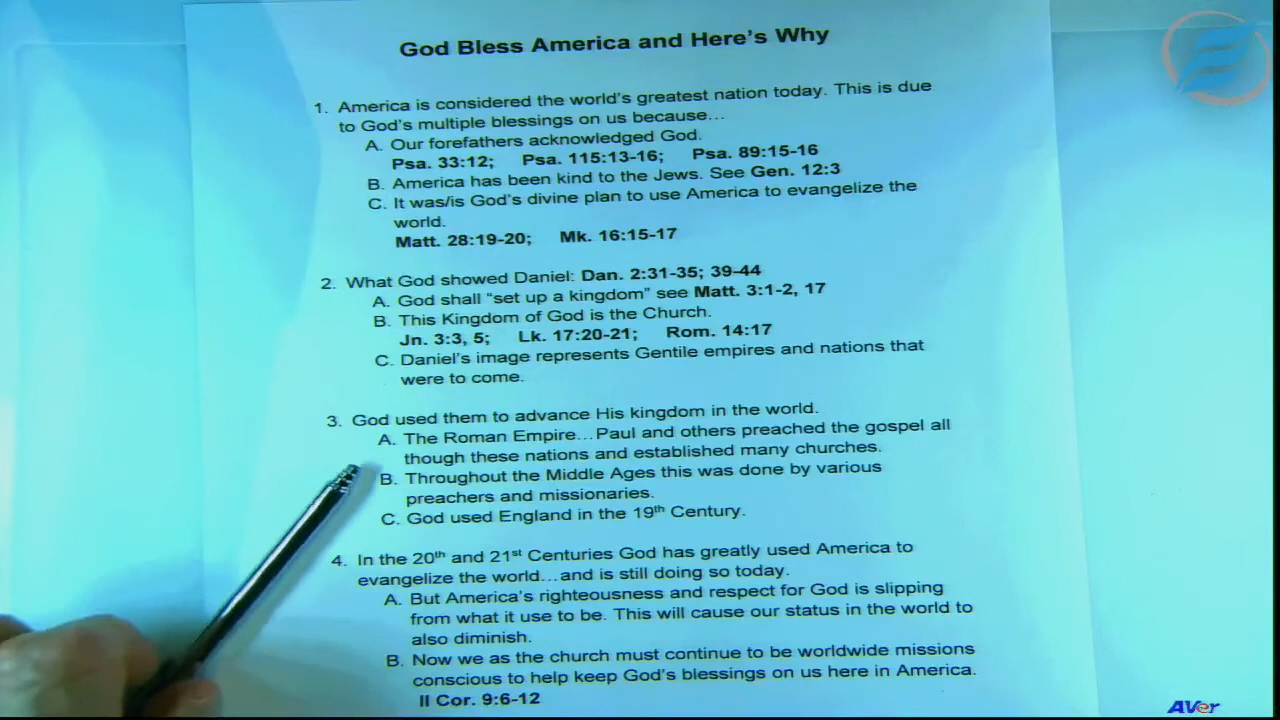 God Bless America and Here's Why
1. America is considered the world's greatest nation today. This is due
to God's multiple blessings on us because…
A. Our forefathers acknowledged God.
Psa. 33:12; Psa. 115:13-16; Psa. 89:15-16
B. America has been kind to the Jews. See Gen. 12:3
C. It was/is God's divine plan to use America to evangelize the
world.
Matt. 28:19-20; Mk. 16:15-17
2. What God showed Daniel: Dan. 2:31-35; 39-44
A. God shall "set up a kingdom" see Matt. 3:1-2, 17
B. This Kingdom of God is the Church.
Jn. 3:3, 5; Lk. 17:20-21; Rom. 14:17
C. Daniel's image represents Gentile empires and nations that
were to come.
3. God used them to advance His kingdom in the world.
A. The Roman Empire…Paul and others preached the gospel all
though these nations and established many churches.
B. Throughout the Middle Ages this was done by various
preachers and missionaries.
C. God used England in the 19th Century.
4. In the 20th and 21st Centuries God has greatly used America to
evangelize the world…and is still doing so today.
A. But America's righteousness and respect for God is slipping
from what it use to be. This will cause our status in the world to
also diminish.
B. Now we as the church must continue to be worldwide missions
conscious to help keep God's blessings on us here in America.
II Cor. 9:6-12
AVer